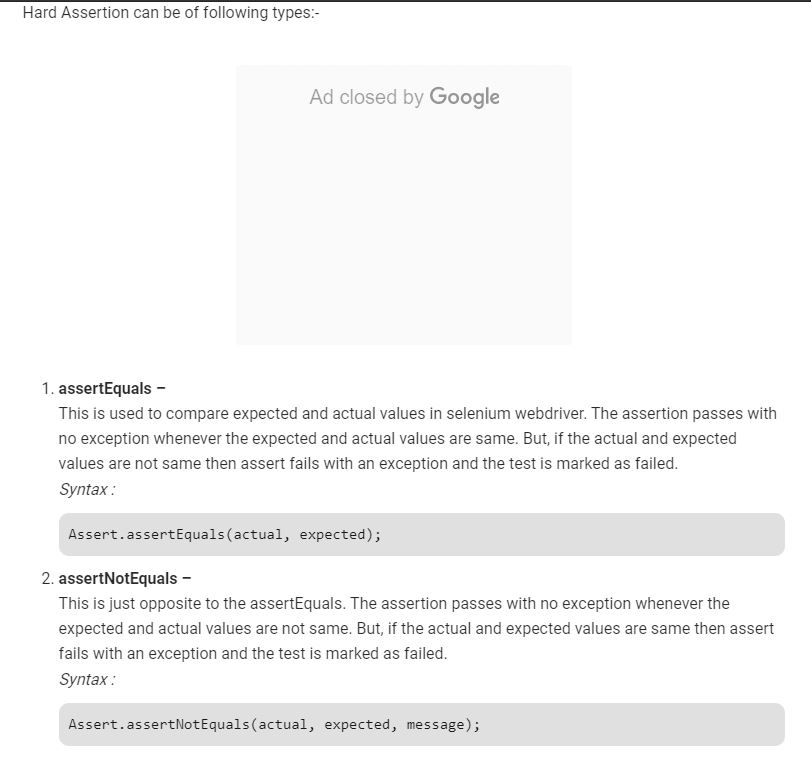 Hard Assertion can be of following types:-
Ad closed by Google
1. assertEquals –
This is used to compare expected and actual values in selenium webdriver. The assertion passes with
no exception whenever the expected and actual values are same. But, if the actual and expected
values are not same then assert fails with an exception and the test is marked as failed.
Syntax :
Assert.assertEquals(actual, expected);
2. assertNotEquals –
This is just opposite to the assertEquals. The assertion passes with no exception whenever the
expected and actual values are not same. But, if the actual and expected values are same then assert
fails with an exception and the test is marked as failed.
Syntax :
Assert.assertNotEquals(actual, expected, message);